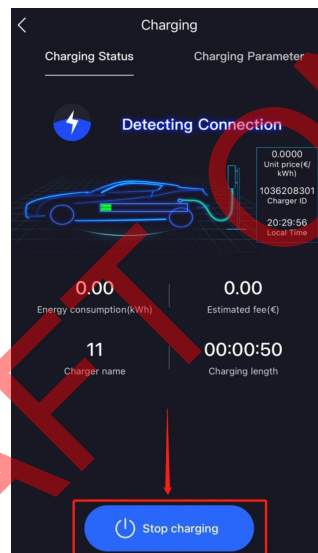 Charging
Charging Status
Charging Parameter
Detecting Connection
0.0000
Unit price(€/
kWh)
1036208301
Charger ID
20:29:56
Local Time
0.00
Energy consumption(kWh)
0.00
Estimated fee(€)
11
Charger name
00:00:50
Charging length
Stop charging